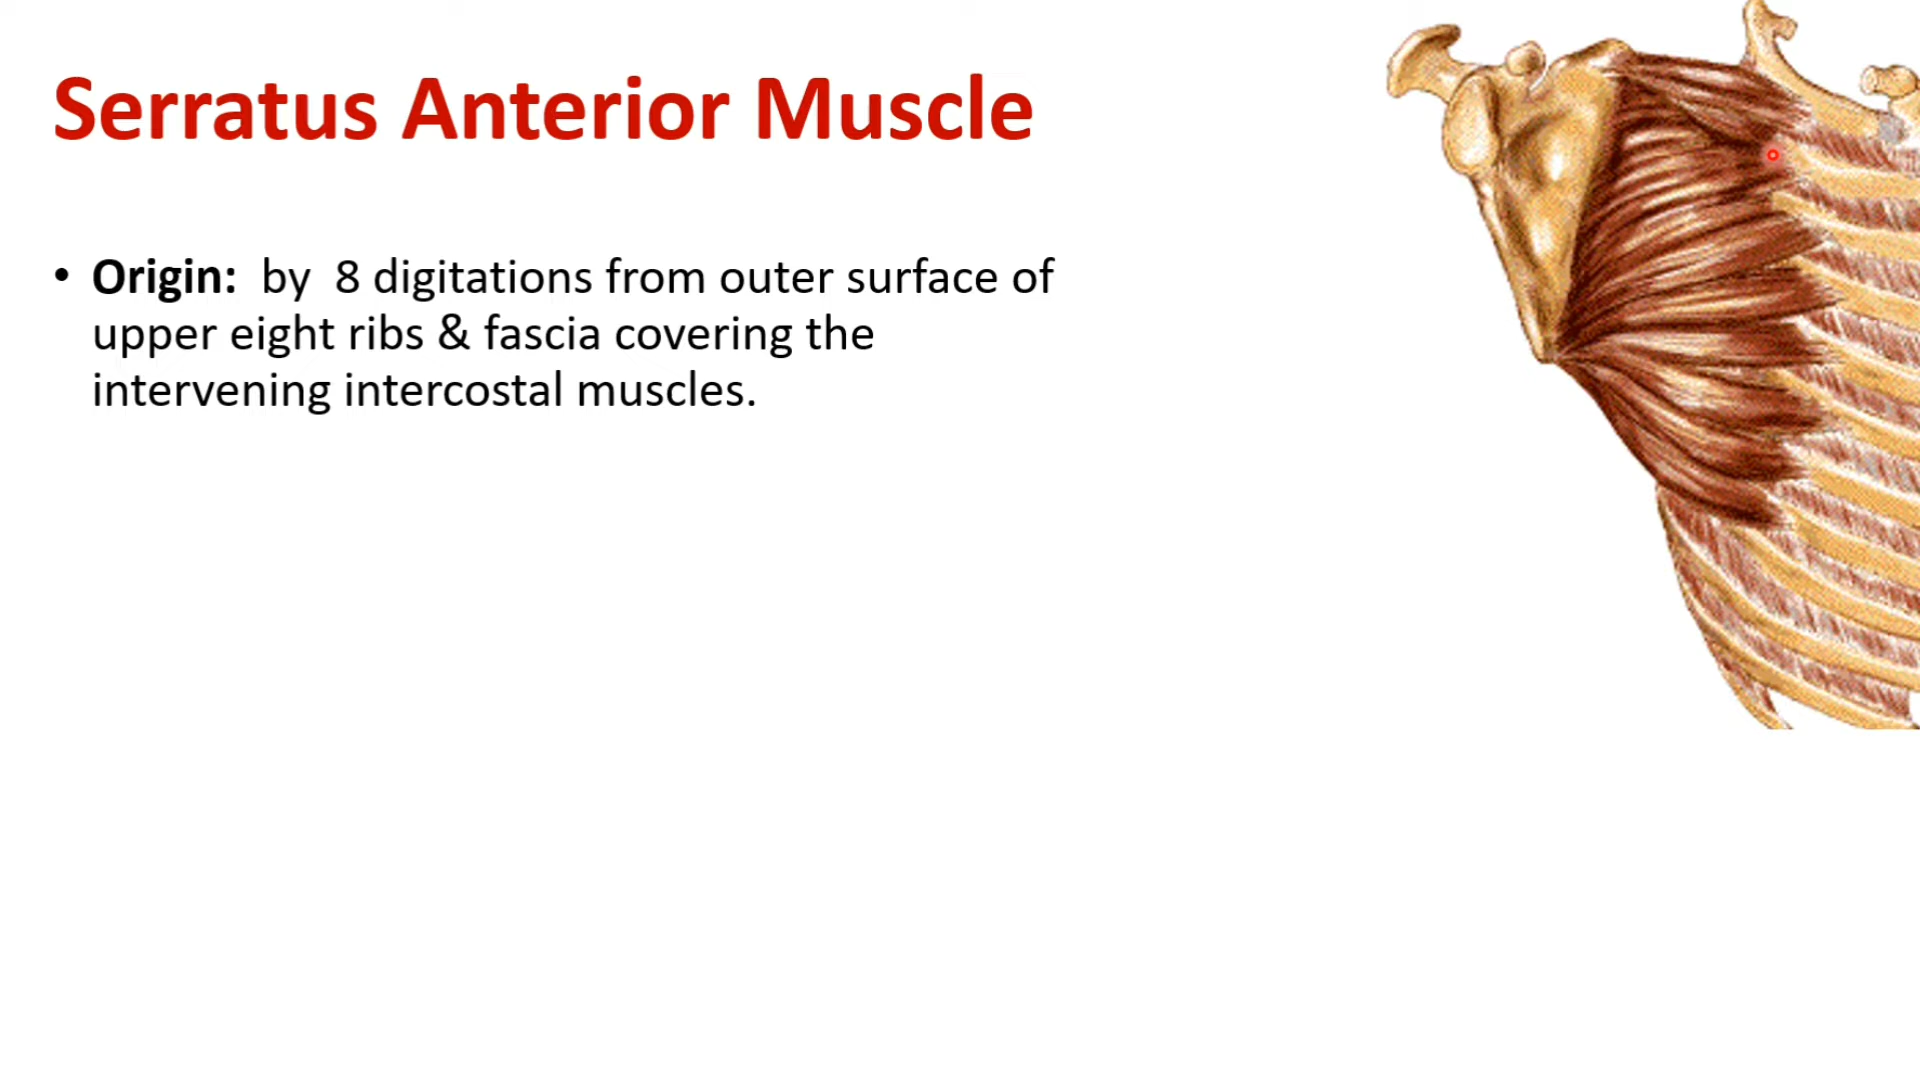 Serratus Anterior Muscle
• Origin: by 8 digitations from outer surface of
upper eight ribs & fascia covering the
intervening intercostal muscles.